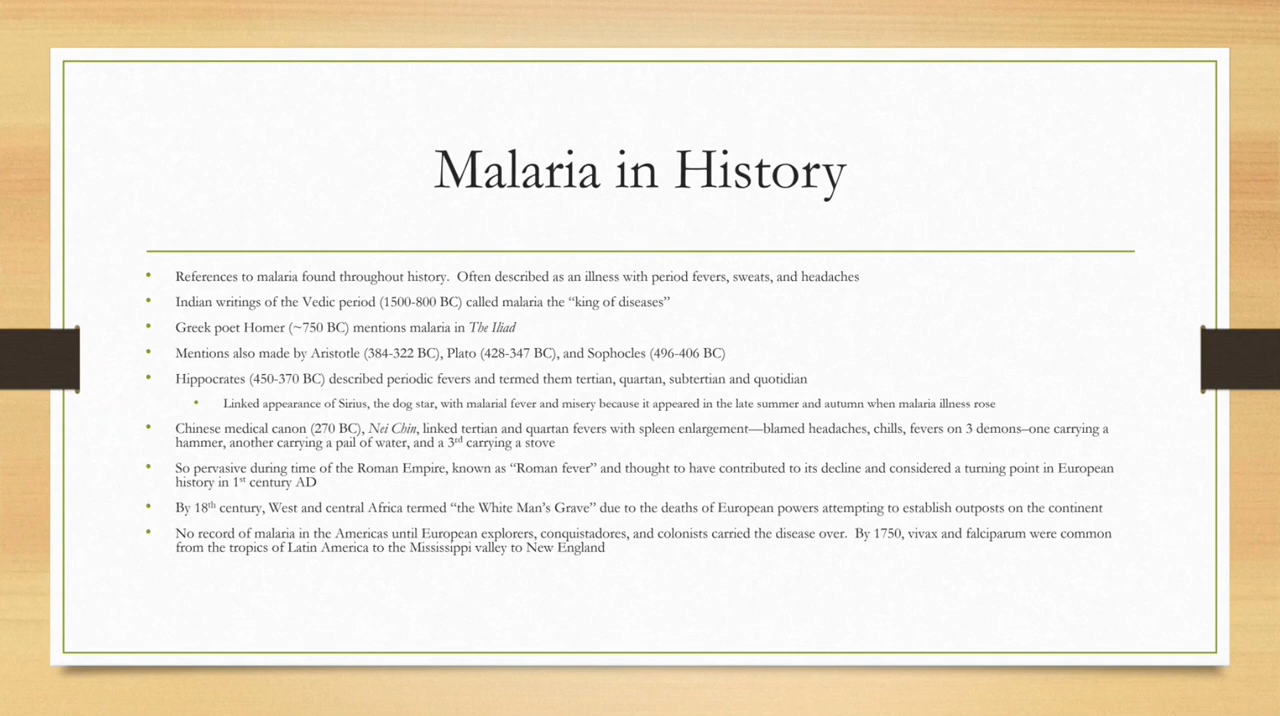 Malaria in History
• References to malaria found throughout history.  Often described as an illness with period fevers, sweats, and headaches
• Indian writings of the Vedic period (1500-800 BC) called malaria the “king of diseases”
• Greek poet Homer (~750 BC) mentions malaria in The Iliad
• Mentions also made by Aristotle (384-322 BC), Plato (428-347 BC), and Sophocles (496-406 BC)
• Hippocrates (450-370 BC) described periodic fevers and termed them tertian, quartan, subtertian and quotidian
• Linked appearance of Sirius, the dog star, with malarial fever and misery because it appeared in the late summer and autumn when malaria illness rose
• Chinese medical canon (270 BC), Nei Chin, linked tertian and quartan fevers with spleen enlargement—blamed headaches, chills, fevers on 3 demons–one carrying a
hammer, another carrying a pail of water, and a 3rd carrying a stove
• So pervasive during time of the Roman Empire, known as “Roman fever” and thought to have contributed to its decline and considered a turning point in European
history in 1st century AD
• By 18th century, West and central Africa termed “the White Man’s Grave” due to the deaths of European powers attempting to establish outposts on the continent
• No record of malaria in the Americas until European explorers, conquistadores, and colonists carried the disease over.  By 1750, vivax and falciparum were common
from the tropics of Latin America to the Mississippi valley to New England